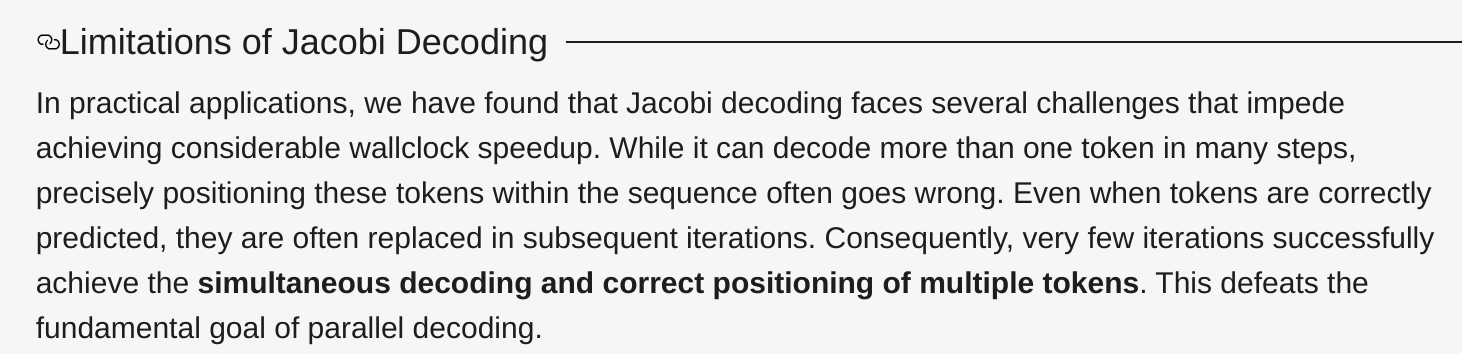 Limitations of Jacobi Decoding
In practical applications, we have found that Jacobi decoding faces several challenges that impede
achieving considerable wallclock speedup. While it can decode more than one token in many steps,
precisely positioning these tokens within the sequence often goes wrong. Even when tokens are correctly
predicted, they are often replaced in subsequent iterations. Consequently, very few iterations successfully
achieve the simultaneous decoding and correct positioning of multiple tokens. This defeats the
fundamental goal of parallel decoding.